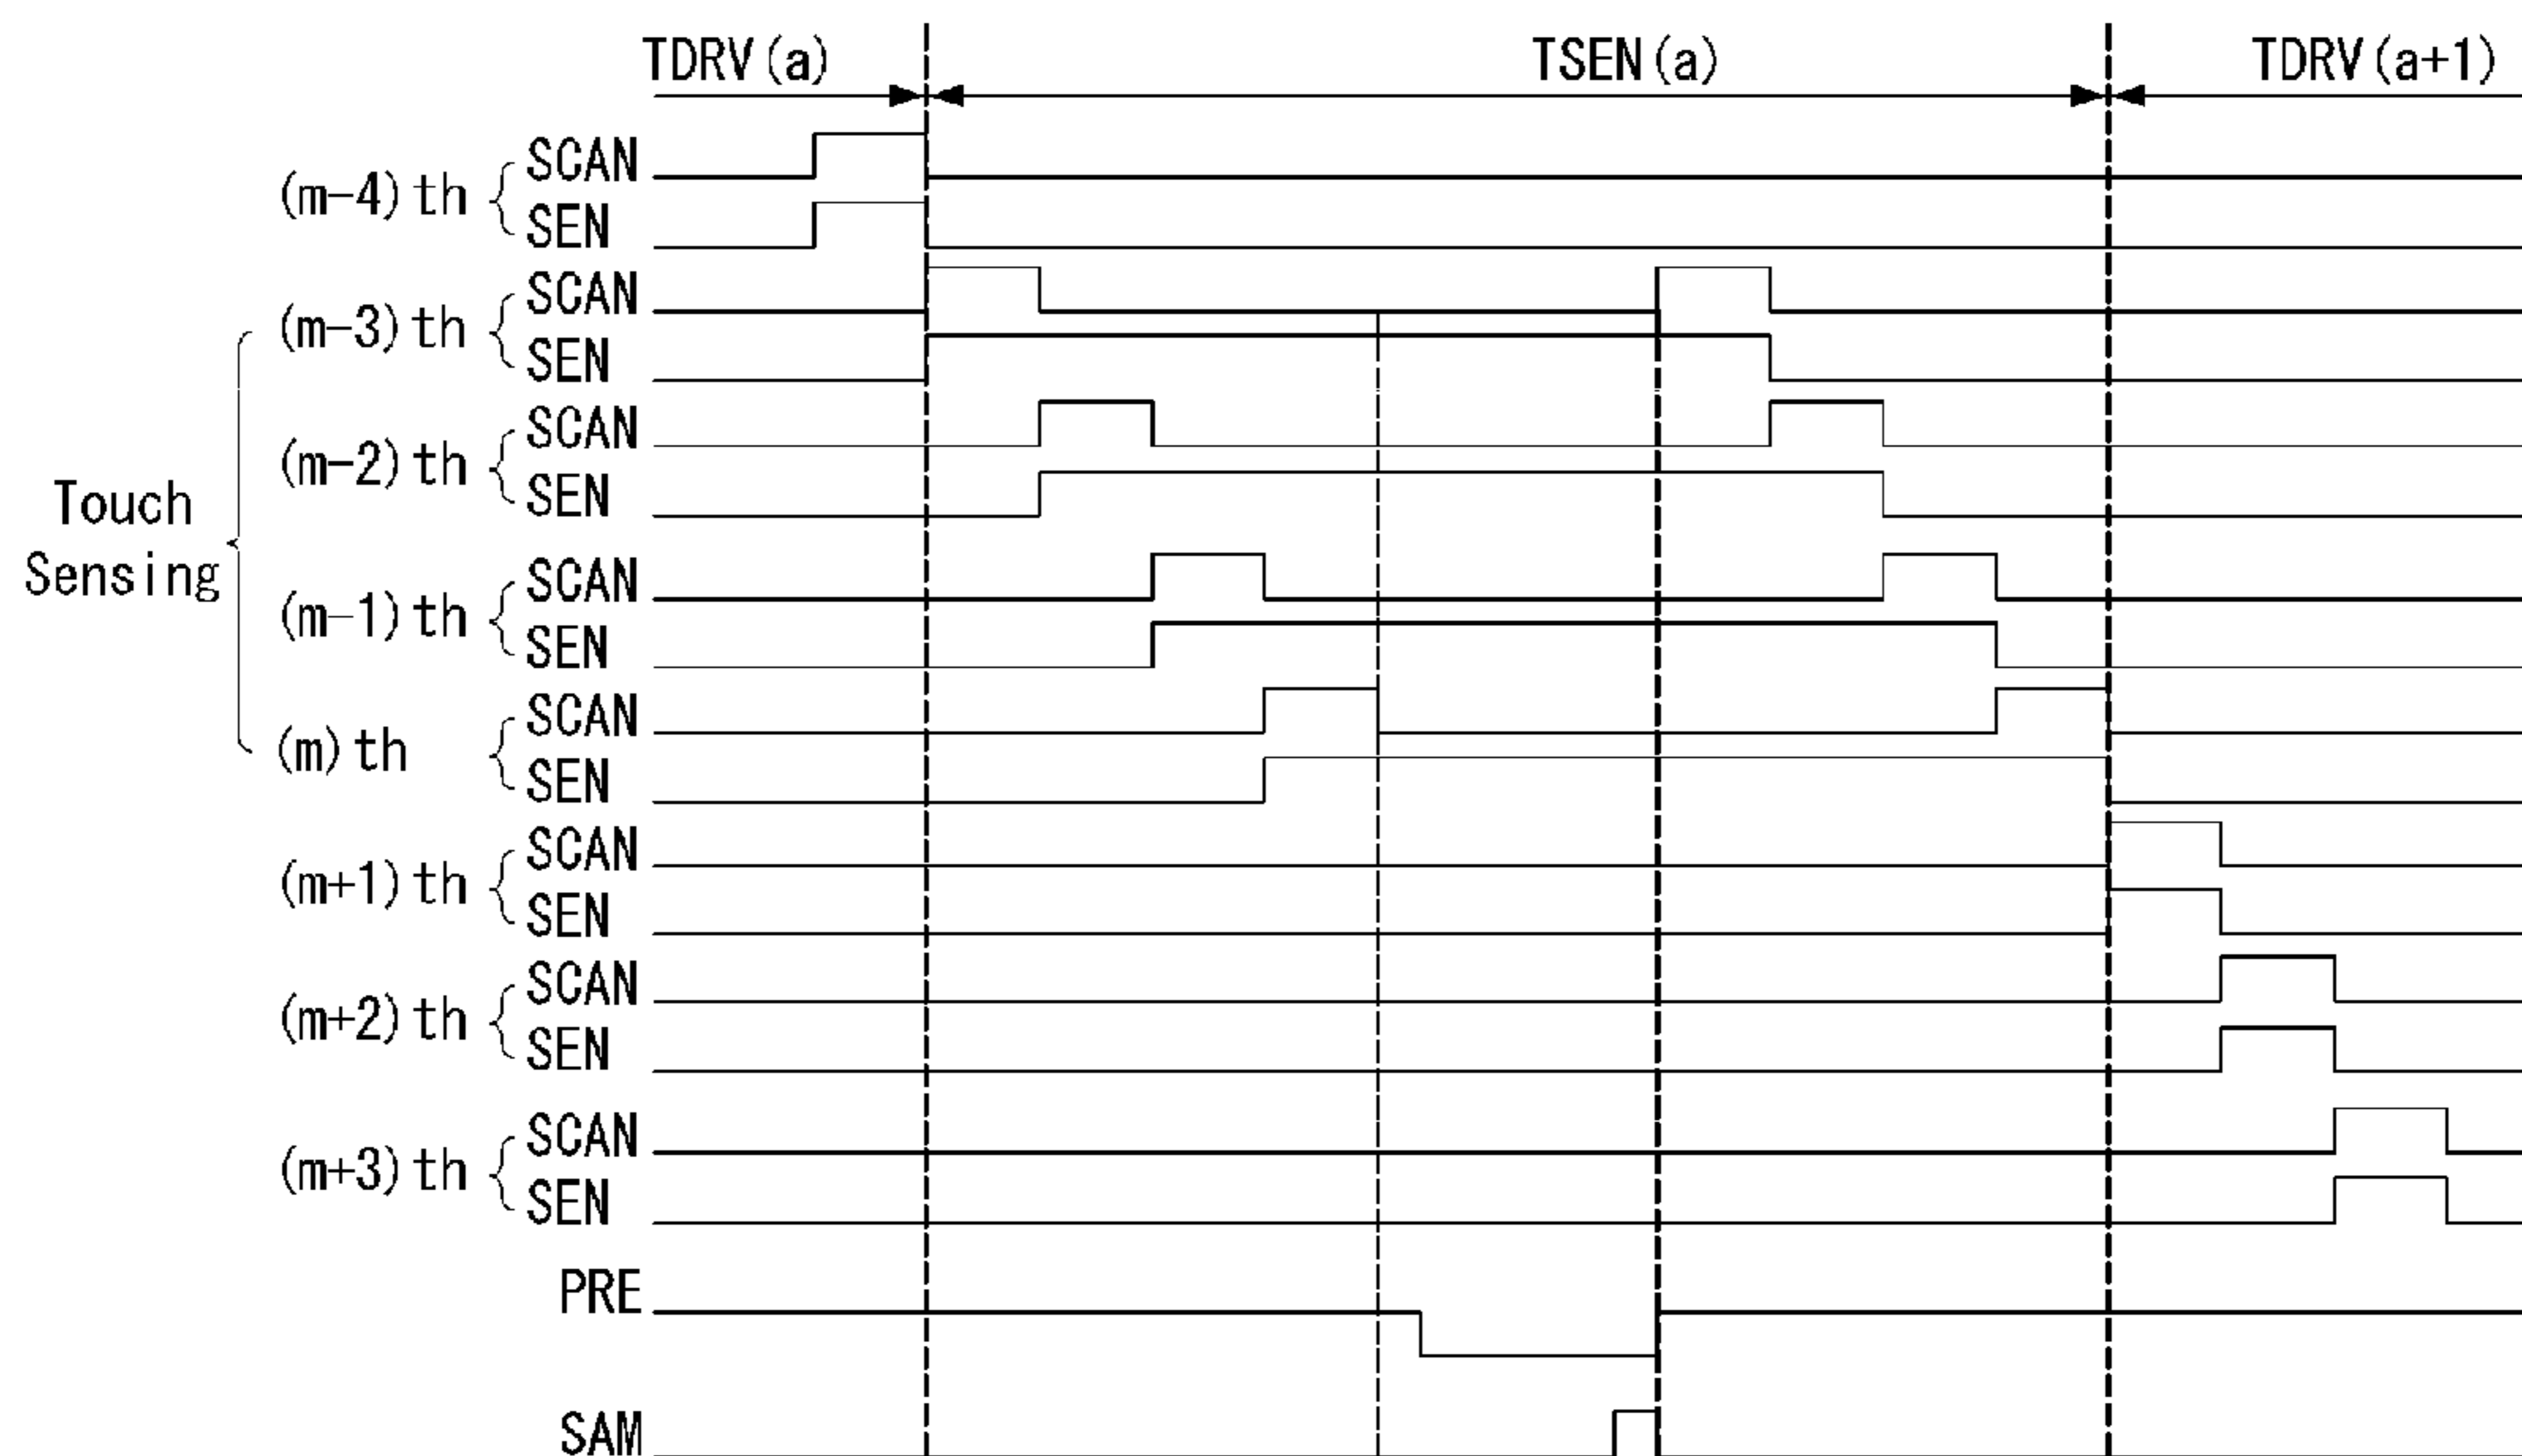 TDRV(a) TSEN(a) TDRV(a+1)
(m-4)th SCAN
SEN
(m-3)th SCAN
SEN
(m-2)th SCAN
SEN
Touch
Sensing
(m-1)th SCAN
SEN
(m)th SCAN
SEN
(m+1)th SCAN
SEN
(m+2)th SCAN
SEN
(m+3)th SCAN
SEN
PRE
SAM